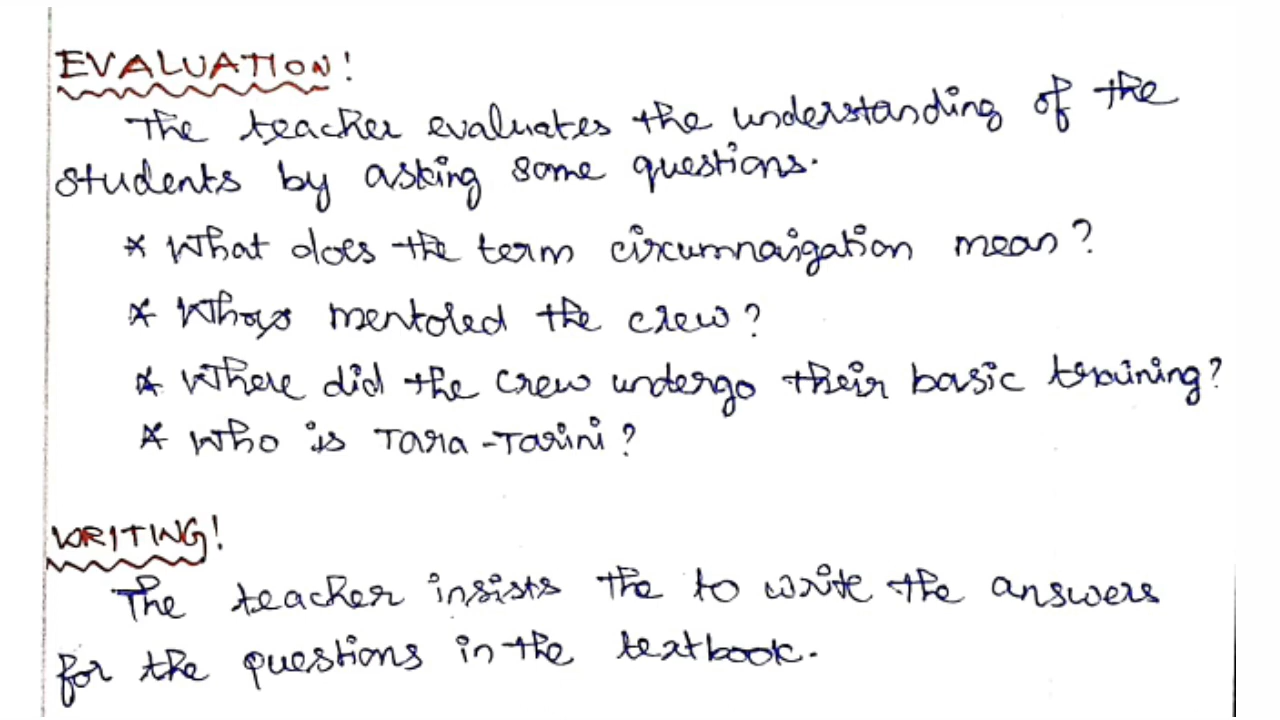 EVALUATION!
The teacher evaluates the understanding of the
students by asking some questions.
* What does the term circumnaigation mean?
* Whoys mentoled the crew?
* Where did the crew undergo their basic training?
* Who is Tara-Tarini?
WRITING!
The teacher insists the to write the answers
for the questions in the textbook.